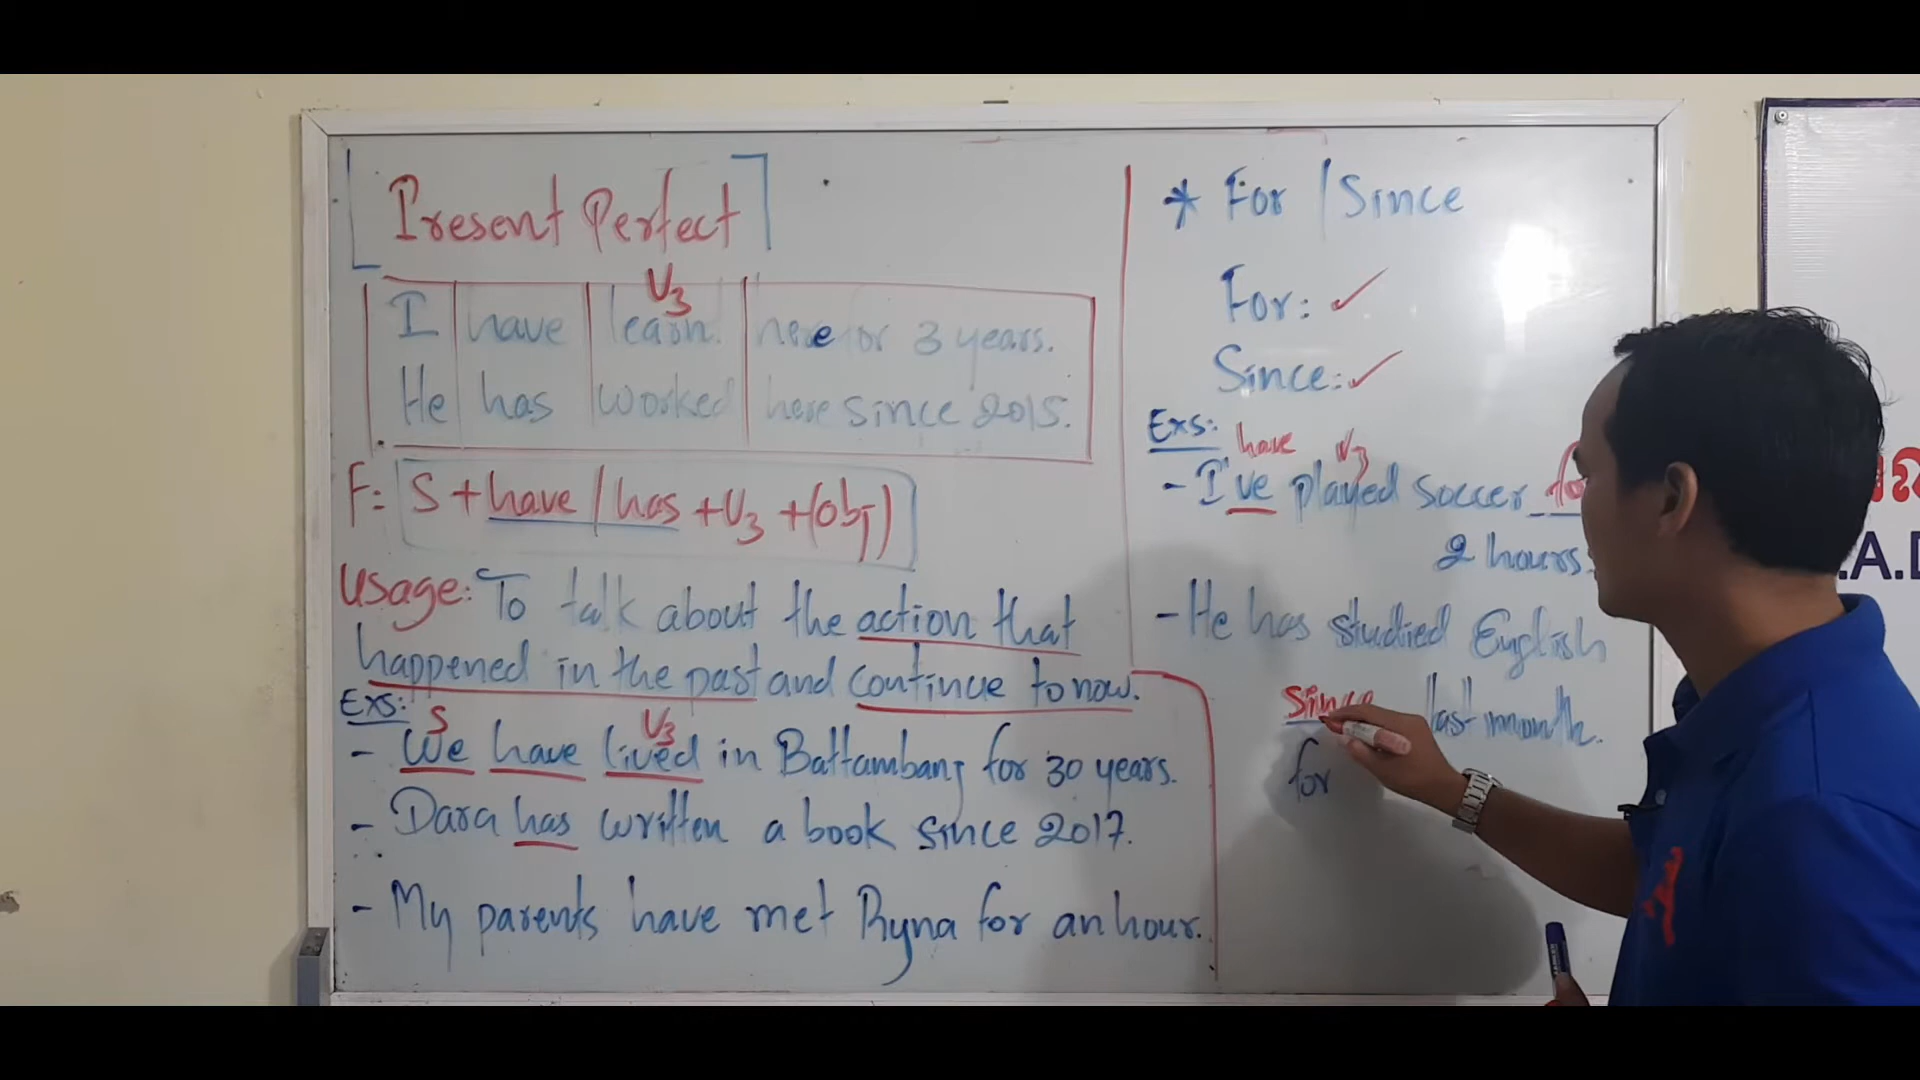 Present Perfect
V3
I have learn. here for 3 years.
He has worked here since 2015.
F: S + have / has + V3 + (obj)
Usage: To talk about the action that
happened in the past and continue to now.
Exs:
S V3
- We have lived in Battambang for 30 years.
- Dara has written a book since 2017.
- My parents have met Ryna for an hour.
* For / Since
For: ✓
Since: ✓
Exs: have V3
- I've played soccer
2 hours.
- He has studied English
since last month.
for
.A.D